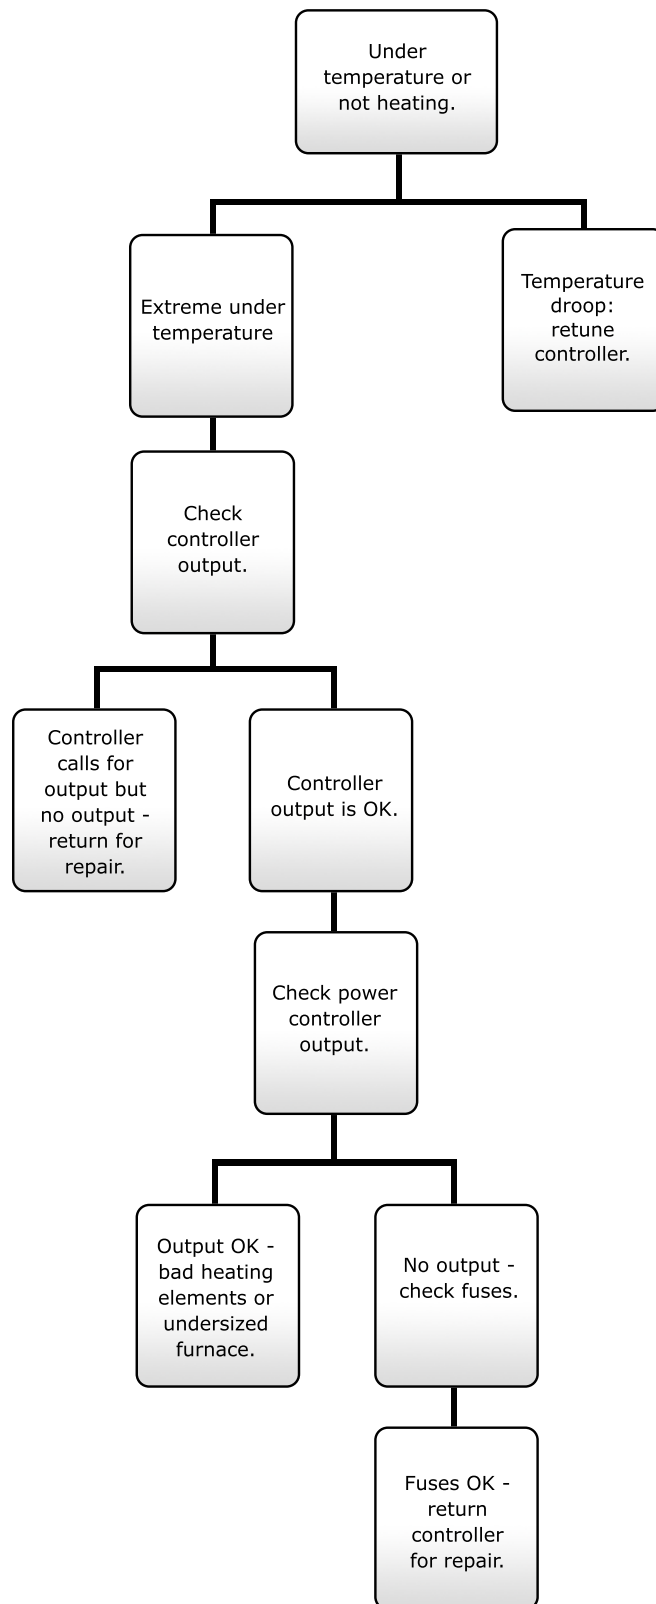 Under
temperature or
not heating.
Extreme under
temperature
Temperature
droop:
retune
controller.
Check
controller
output.
Controller
calls for
output but
no output -
return for
repair.
Controller
output is OK.
Check power
controller
output.
Output OK -
bad heating
elements or
undersized
furnace.
No output -
check fuses.
Fuses OK -
return
controller
for repair.